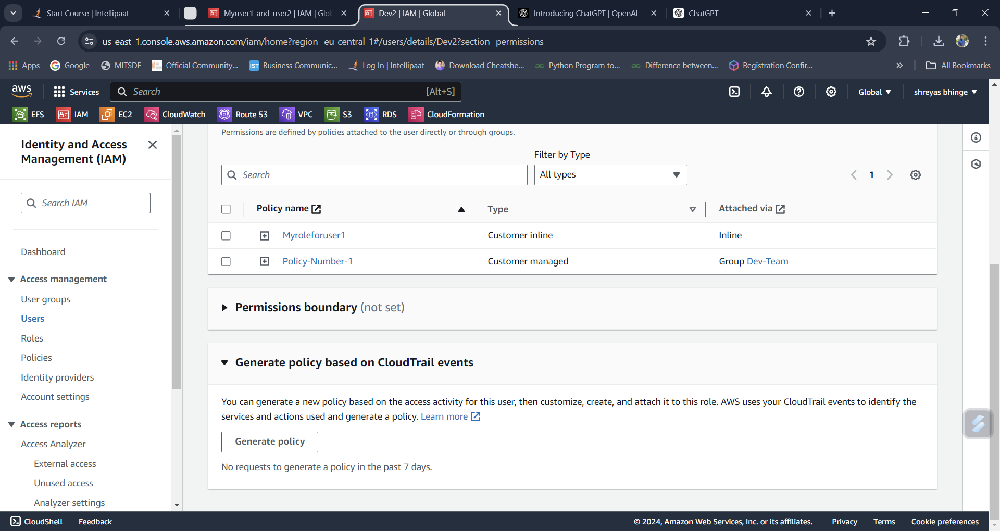 Start Course | Intellipaat
Myuser1-and-user2 | IAM | Glo
Dev2 | IAM | Global
Introducing ChatGPT | OpenAI
ChatGPT
us-east-1.console.aws.amazon.com/iam/home?region=eu-central-1#/users/details/Dev2?section=permissions
Apps
Google
MITSDE
Official Community...
IST
Business Communic...
Log In | Intellipaat
Download Cheatshe...
Python Program to...
Difference between...
Registration Confir...
All Bookmarks
aws
Services
Search
[Alt+S]
Global
shreyas bhinge
EFS
IAM
EC2
CloudWatch
Route 53
VPC
S3
RDS
CloudFormation
Identity and Access
Management (IAM)
Search IAM
Dashboard
Access management
User groups
Users
Roles
Policies
Identity providers
Account settings
Access reports
Access Analyzer
External access
Unused access
Analyzer settings
Permissions are defined by policies attached to the user directly or through groups.
Filter by Type
Search
All types
1
Policy name
Type
Attached via
Myroleforuser1
Customer inline
Inline
Policy-Number-1
Customer managed
Group Dev-Team
Permissions boundary (not set)
Generate policy based on CloudTrail events
You can generate a new policy based on the access activity for this user, then customize, create, and attach it to this role. AWS uses your CloudTrail events to identify the
services and actions used and generate a policy. Learn more
Generate policy
No requests to generate a policy in the past 7 days.
CloudShell
Feedback
© 2024, Amazon Web Services, Inc. or its affiliates.
Privacy
Terms
Cookie preferences